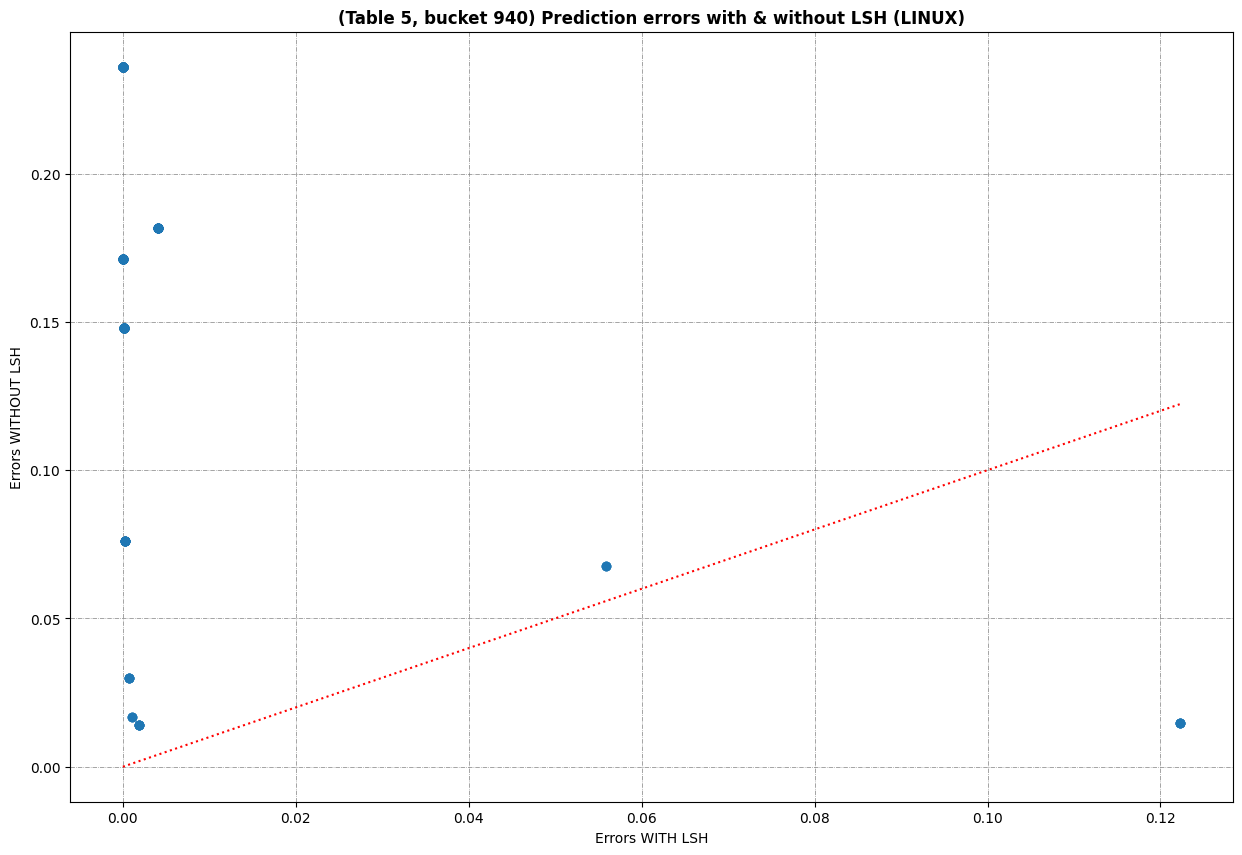 (Table 5, bucket 940) Prediction errors with & without LSH (LINUX)
0.20
0.15
0.10
0.05
0.00
Errors WITHOUT LSH
0.00 0.02 0.04 0.06 0.08 0.10 0.12
Errors WITH LSH